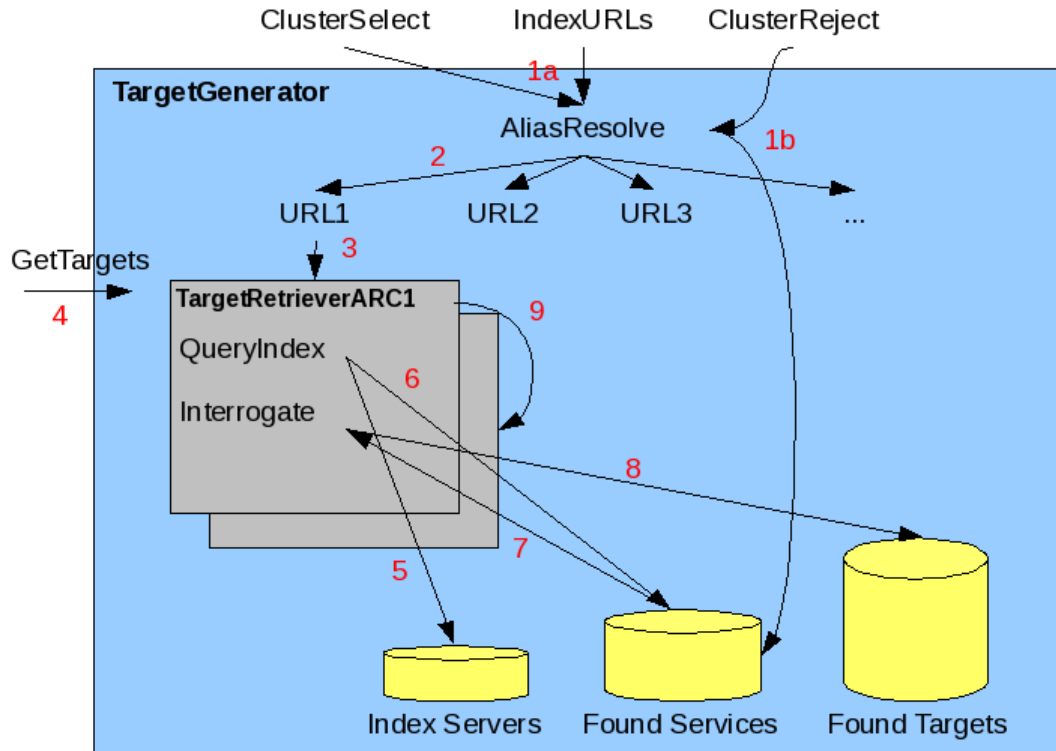 ClusterSelect
IndexURLs
ClusterReject
1a
TargetGenerator
AliasResolve
1b
2
URL1
URL2
URL3
...
3
GetTargets
4
TargetRetrieverARC1
9
QueryIndex
6
Interrogate
8
7
5
Index Servers
Found Services
Found Targets